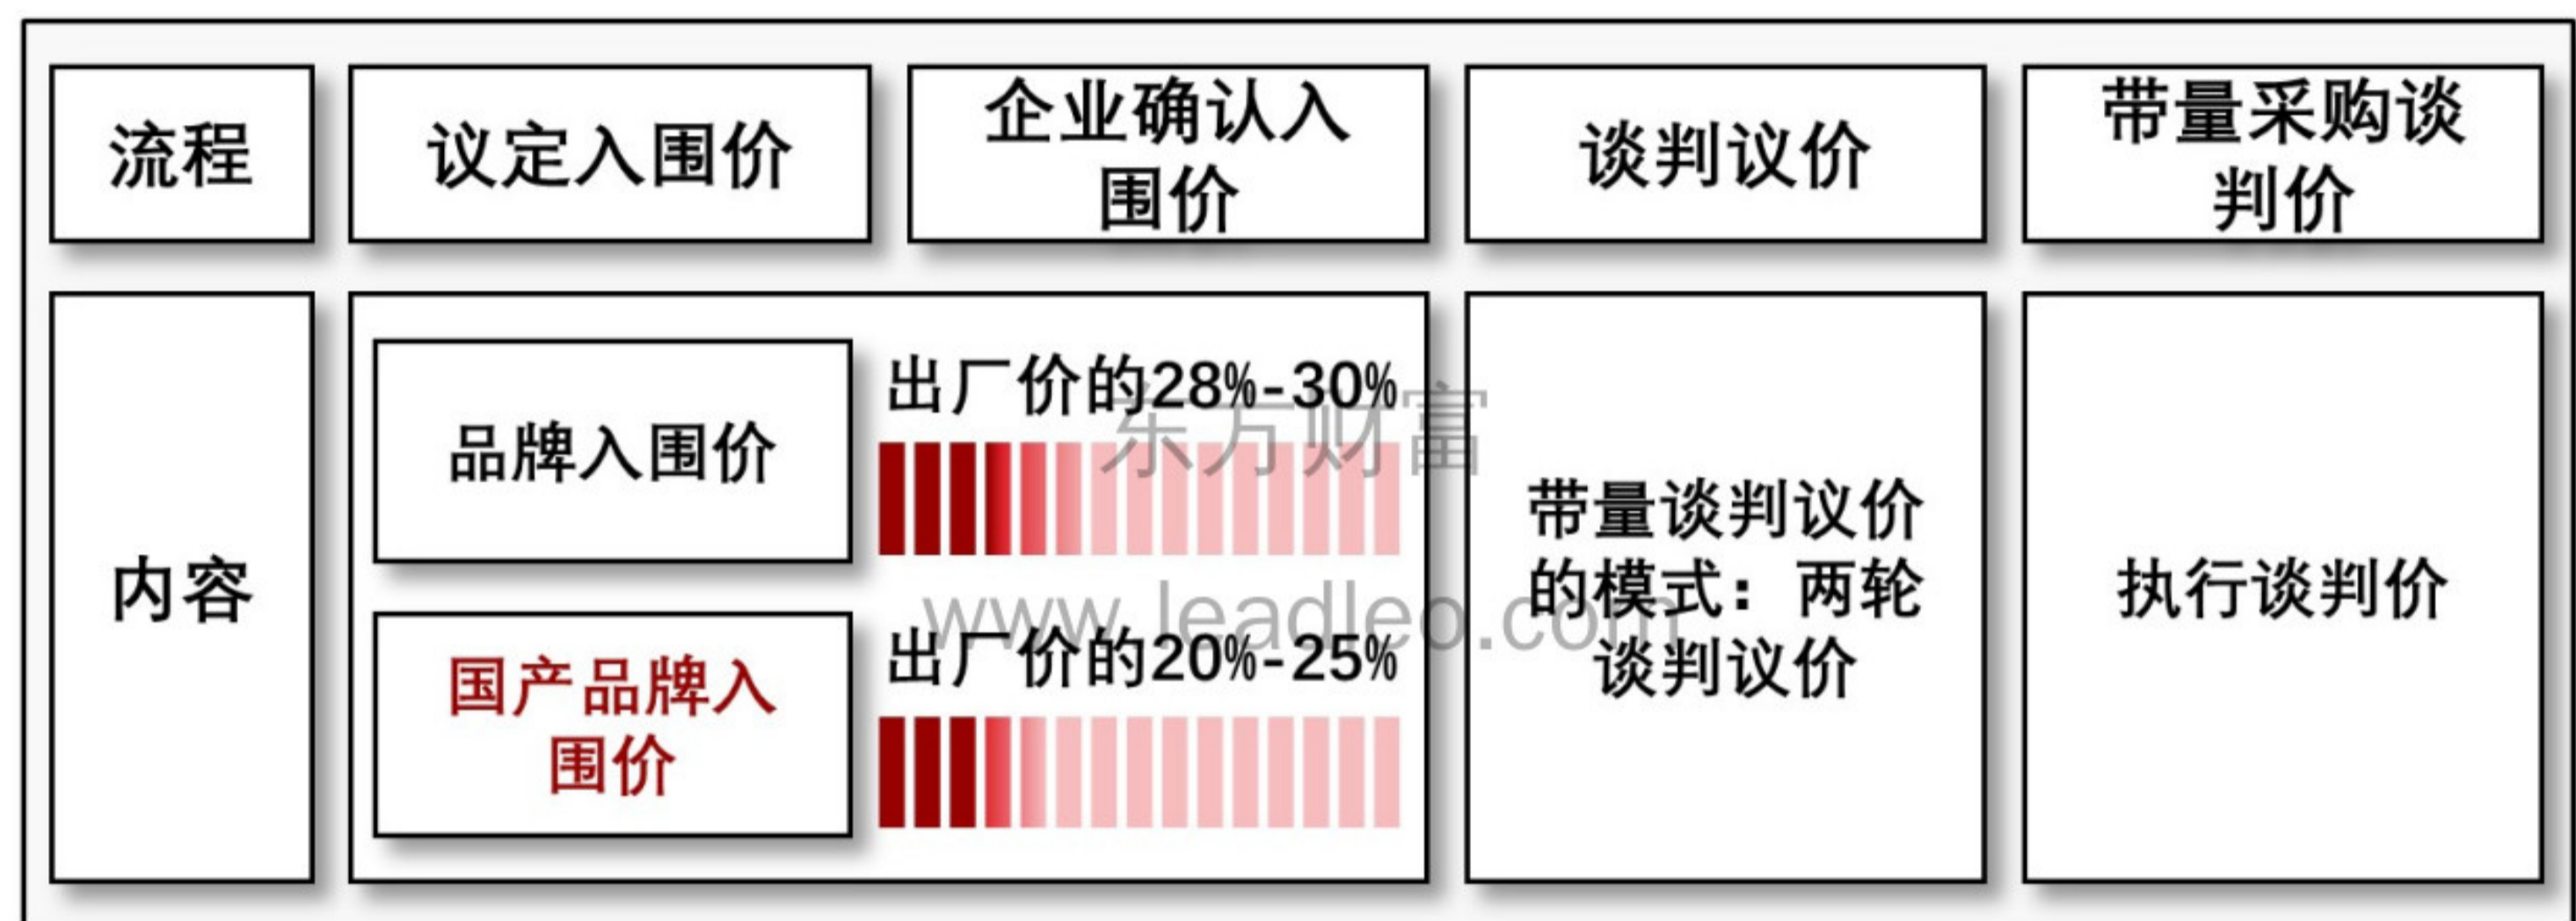 流程
议定入围价
企业确认入
围价
谈判议价
带量采购谈
判价
内容
品牌入围价
出厂价的28%-30%
国产品牌入
围价
出厂价的20%-25%
带量谈判议价
的模式：两轮
谈判议价
执行谈判价
东方财富
www.leadleo.com